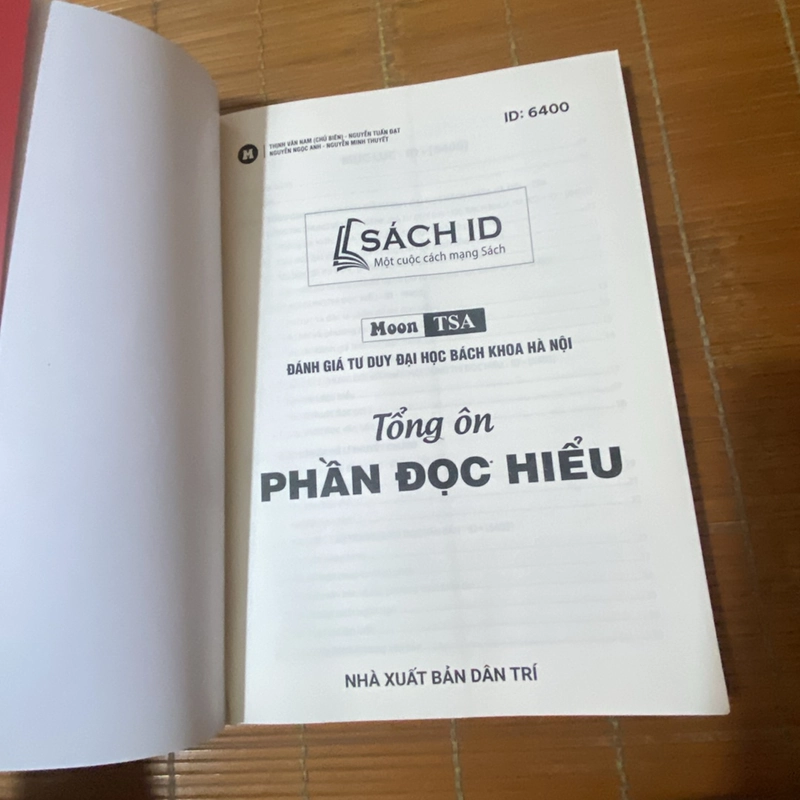 ID: 6400
M
THỊNH VĂN NAM (CHỦ BIÊN) - NGUYỄN TUẤN ĐẠT
NGUYỄN NGỌC ANH - NGUYỄN MINH THUYẾT
SÁCH ID
Một cuộc cách mạng Sách
Moon TSA
ĐÁNH GIÁ TƯ DUY ĐẠI HỌC BÁCH KHOA HÀ NỘI
Tổng ôn
PHẦN ĐỌC HIỂU
NHÀ XUẤT BẢN DÂN TRÍ